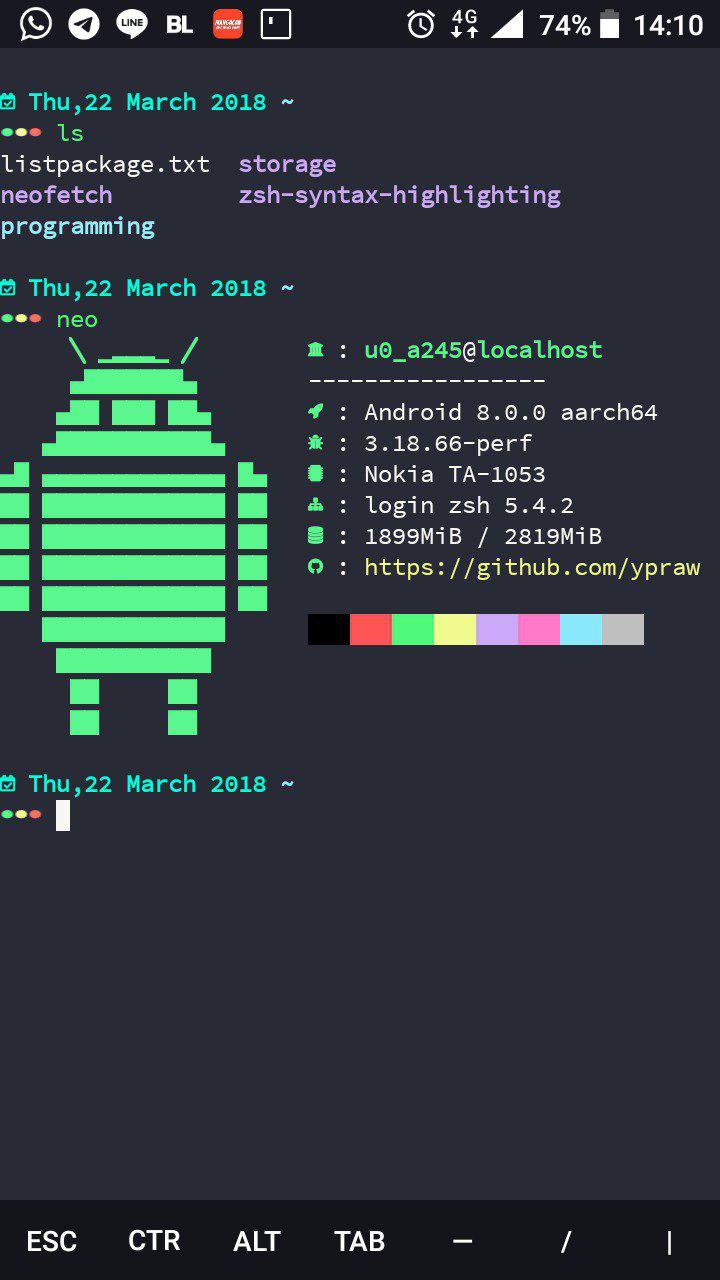 LINE BL 4G 74% 14:10
Thu,22 March 2018 ~
ls
listpackage.txt storage
neofetch zsh-syntax-highlighting
programming
Thu,22 March 2018 ~
neo
: u0_a245@localhost
-----------------
: Android 8.0.0 aarch64
: 3.18.66-perf
: Nokia TA-1053
: login zsh 5.4.2
: 1899MiB / 2819MiB
: https://github.com/ypraw
Thu,22 March 2018 ~
ESC CTR ALT TAB — / |